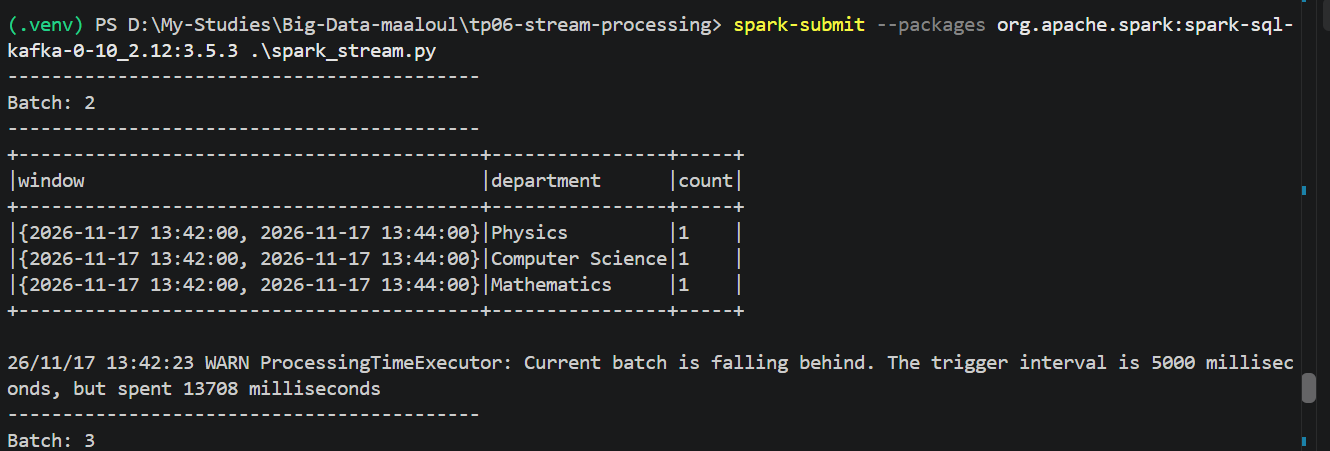 (.venv) PS D:\My-Studies\Big-Data-maaloul\tp06-stream-processing> spark-submit --packages org.apache.spark:spark-sql-
kafka-0-10_2.12:3.5.3 .\spark_stream.py
-------------------------------------------
Batch: 2
-------------------------------------------
+------------------------------------------+----------------+-----+
|window                                    |department      |count|
+------------------------------------------+----------------+-----+
|{2026-11-17 13:42:00, 2026-11-17 13:44:00}|Physics         |1    |
|{2026-11-17 13:42:00, 2026-11-17 13:44:00}|Computer Science|1    |
|{2026-11-17 13:42:00, 2026-11-17 13:44:00}|Mathematics     |1    |
+------------------------------------------+----------------+-----+
26/11/17 13:42:23 WARN ProcessingTimeExecutor: Current batch is falling behind. The trigger interval is 5000 millisec
onds, but spent 13708 milliseconds
-------------------------------------------
Batch: 3